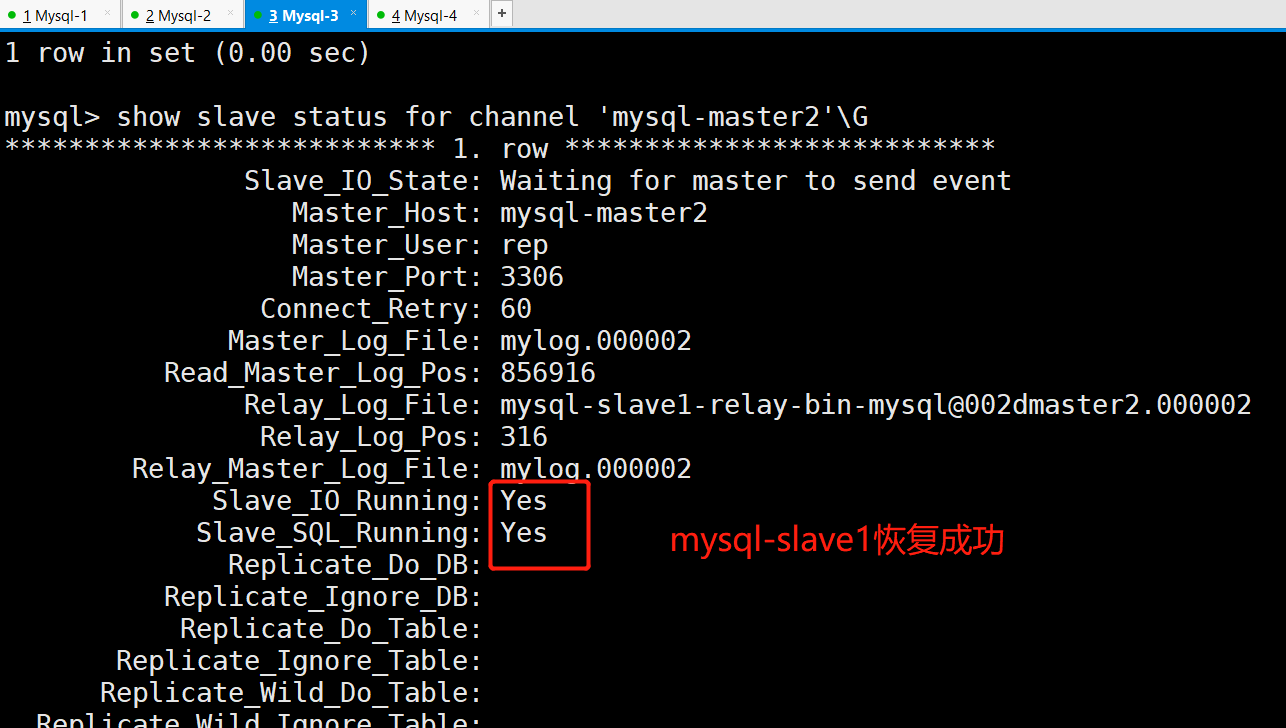 1 Mysql-1 × 2 Mysql-2 × 3 Mysql-3 × 4 Mysql-4 × +
1 row in set (0.00 sec)
mysql> show slave status for channel 'mysql-master2'\G
*************************** 1. row ***************************
Slave_IO_State: Waiting for master to send event
Master_Host: mysql-master2
Master_User: rep
Master_Port: 3306
Connect_Retry: 60
Master_Log_File: mylog.000002
Read_Master_Log_Pos: 856916
Relay_Log_File: mysql-slave1-relay-bin-mysql@002dmaster2.000002
Relay_Log_Pos: 316
Relay_Master_Log_File: mylog.000002
Slave_IO_Running: Yes
Slave_SQL_Running: Yes
mysql-slave1恢复成功
Replicate_Do_DB:
Replicate_Ignore_DB:
Replicate_Do_Table:
Replicate_Ignore_Table:
Replicate_Wild_Do_Table:
Replicate_Wild_Ignore_Table: